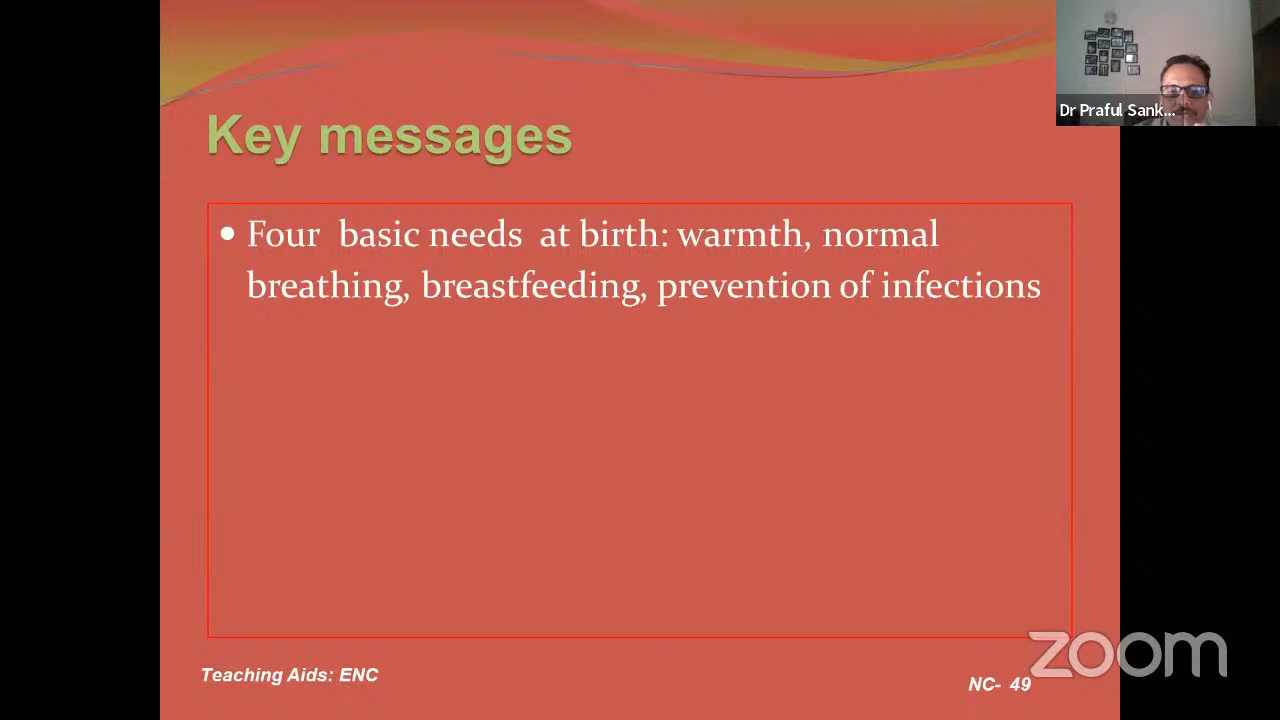 Dr Praful Sank...
Key messages
• Four basic needs at birth: warmth, normal
breathing, breastfeeding, prevention of infections
Teaching Aids: ENC
NC- 49
zoom